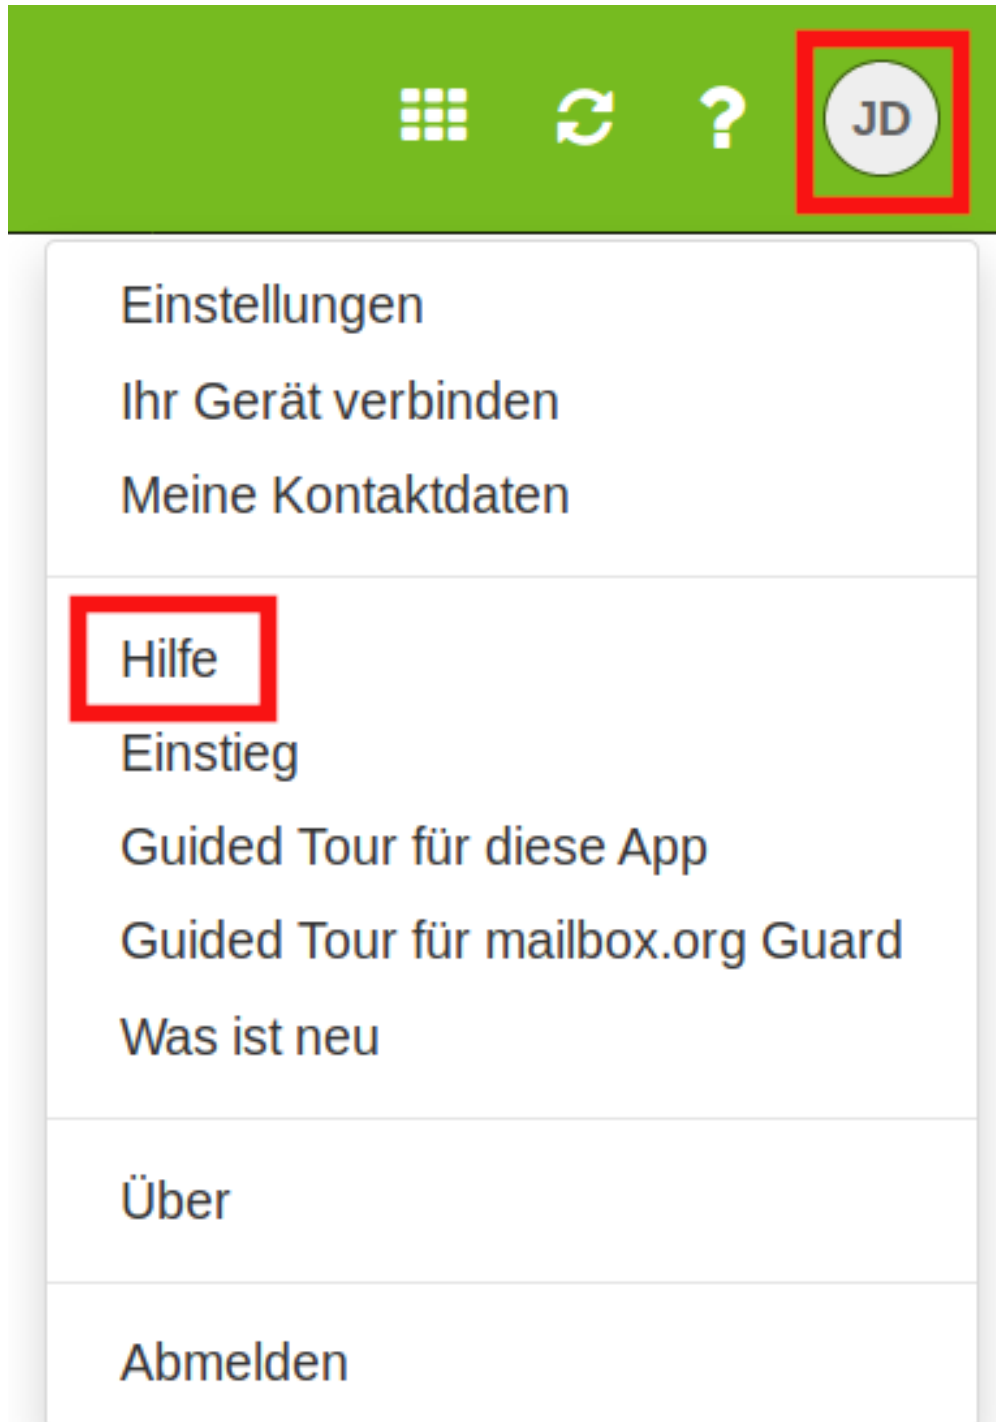 JD
Einstellungen
Ihr Gerät verbinden
Meine Kontaktdaten
Hilfe
Einstieg
Guided Tour für diese App
Guided Tour für mailbox.org Guard
Was ist neu
Über
Abmelden